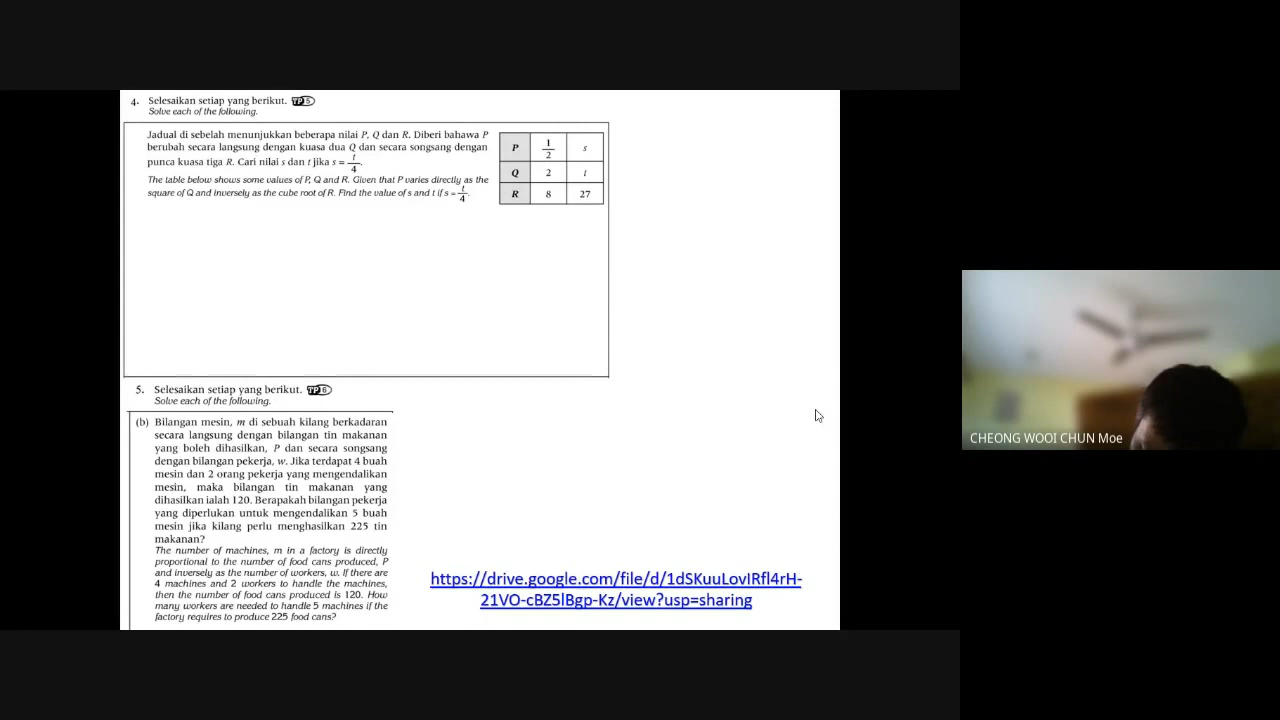 4. Selesaikan setiap yang berikut. TP 5
Solve each of the following.
Jadual di sebelah menunjukkan beberapa nilai P, Q dan R. Diberi bahawa P
berubah secara langsung dengan kuasa dua Q dan secara songsang dengan
punca kuasa tiga R. Cari nilai s dan t jika s = t/4.
The table below shows some values of P, Q and R. Given that P varies directly as the
square of Q and inversely as the cube root of R. Find the value of s and t if s = t/4.
P 1/2 s
Q 2 t
R 8 27
5. Selesaikan setiap yang berikut. TP 6
Solve each of the following.
(b) Bilangan mesin, m di sebuah kilang berkadaran
secara langsung dengan bilangan tin makanan
yang boleh dihasilkan, P dan secara songsang
dengan bilangan pekerja, w. Jika terdapat 4 buah
mesin dan 2 orang pekerja yang mengendalikan
mesin, maka bilangan tin makanan yang
dihasilkan ialah 120. Berapakah bilangan pekerja
yang diperlukan untuk mengendalikan 5 buah
mesin jika kilang perlu menghasilkan 225 tin
makanan?
The number of machines, m in a factory is directly
proportional to the number of food cans produced, P
and inversely as the number of workers, w. If there are
4 machines and 2 workers to handle the machines,
then the number of food cans produced is 120. How
many workers are needed to handle 5 machines if the
factory requires to produce 225 food cans?
https://drive.google.com/file/d/1dSKuuLovIRfl4rH-
21VO-cBZ5lBgp-Kz/view?usp=sharing
CHEONG WOOI CHUN Moe